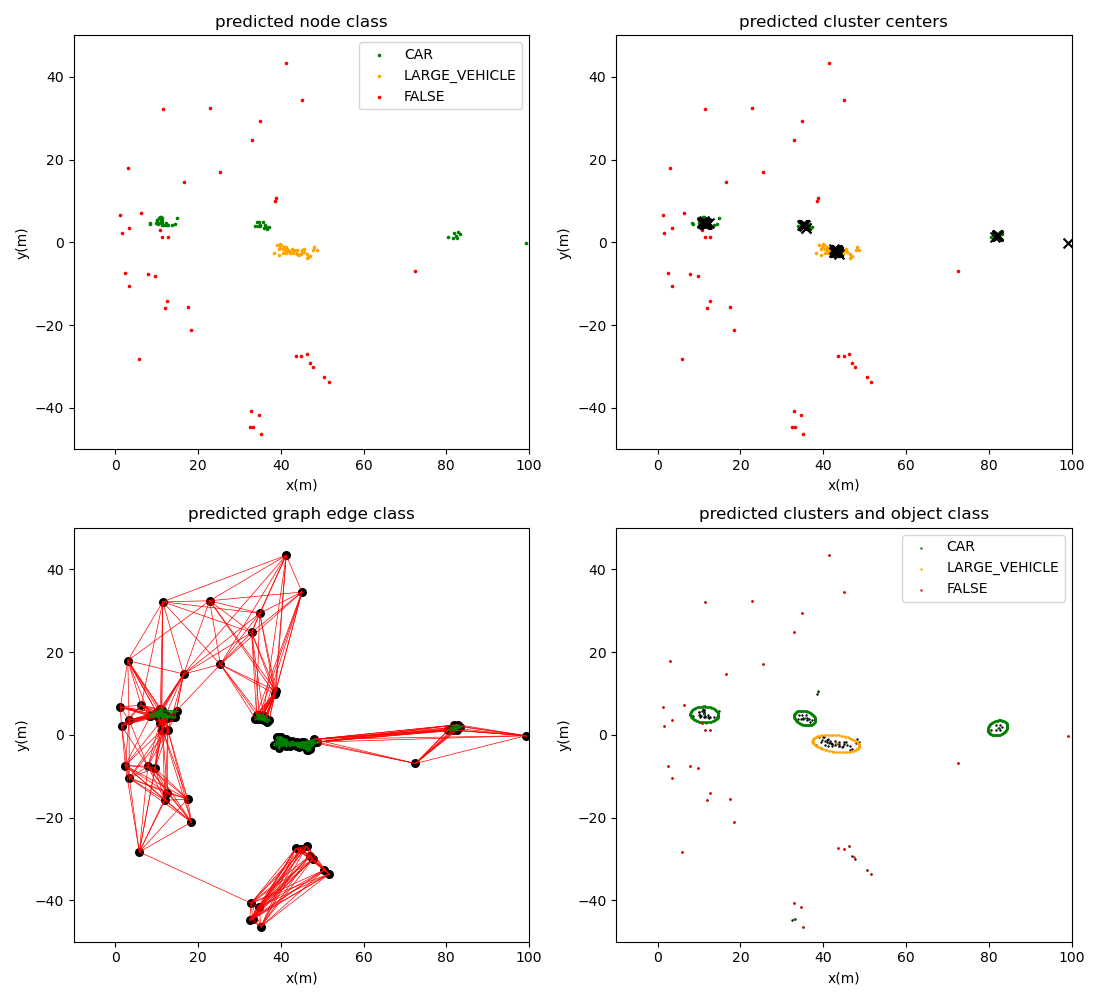 predicted node class
CAR
LARGE_VEHICLE
FALSE
40
20
0
−20
−40
y(m)
0 20 40 60 80 100
x(m)
predicted cluster centers
40
20
0
−20
−40
y(m)
0 20 40 60 80 100
x(m)
predicted graph edge class
40
20
0
−20
−40
y(m)
0 20 40 60 80 100
x(m)
predicted clusters and object class
CAR
LARGE_VEHICLE
FALSE
40
20
0
−20
−40
y(m)
0 20 40 60 80 100
x(m)